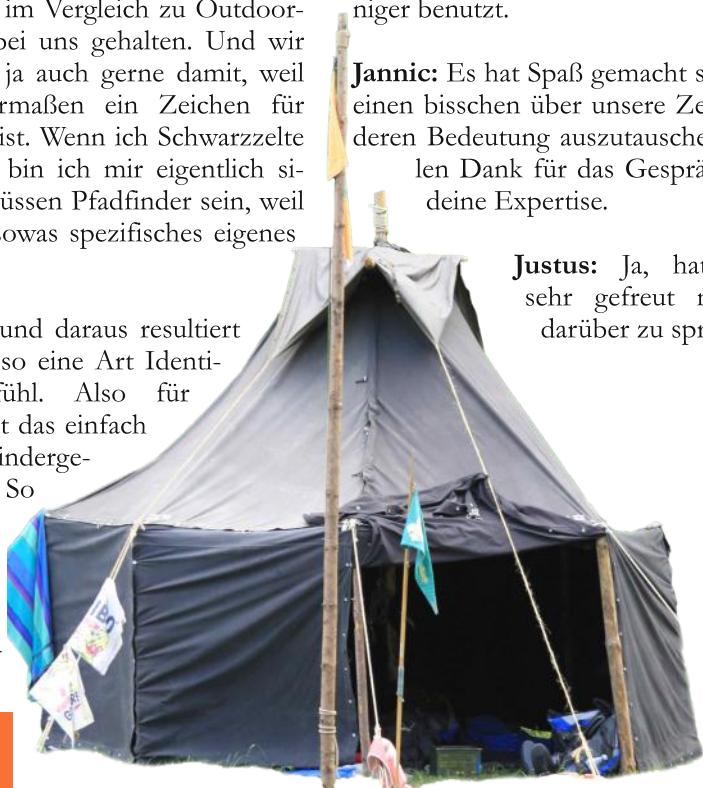 im Vergleich zu Outdoor-
bei uns gehalten. Und wir
ja auch gerne damit, weil
ermaßen ein Zeichen für
ist. Wenn ich Schwarzzelte
bin ich mir eigentlich si-
üssen Pfadfinder sein, weil
sowas spezifisches eigenes
und daraus resultiert
so eine Art Identi-
fühl. Also für
t das einfach
inderge-
So
niger benutzt.
Jannic: Es hat Spaß gemacht s
einen bisschen über unsere Ze
deren Bedeutung auszutausche
len Dank für das Gesprä
deine Expertise.
Justus: Ja, hat
sehr gefreut
darüber zu spr